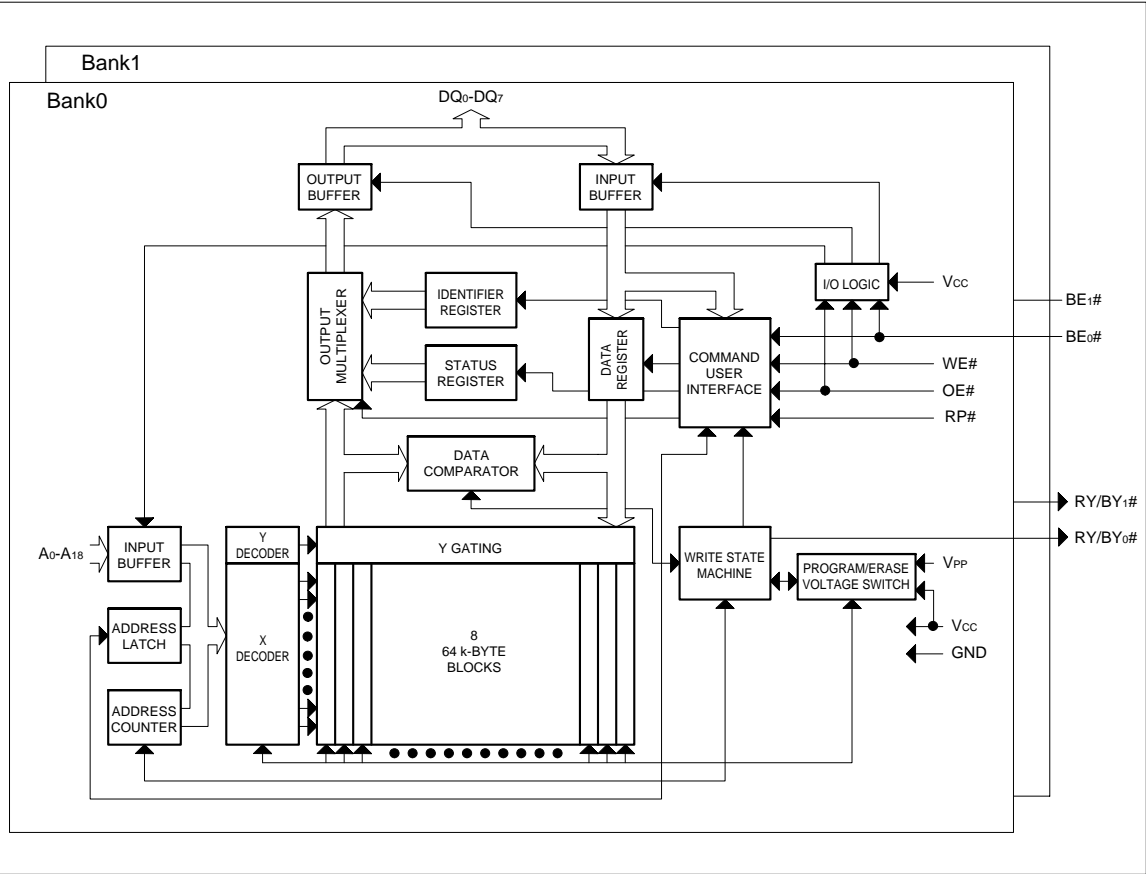 Bank1
Bank0
DQ0-DQ7
OUTPUT
BUFFER
INPUT
BUFFER
I/O LOGIC
VCC
BE1#
BE0#
WE#
OE#
RP#
OUTPUT
MULTIPLEXER
IDENTIFIER
REGISTER
STATUS
REGISTER
DATA
REGISTER
COMMAND
USER
INTERFACE
DATA
COMPARATOR
RY/BY1#
RY/BY0#
A0-A18
INPUT
BUFFER
Y
DECODER
Y GATING
WRITE STATE
MACHINE
PROGRAM/ERASE
VOLTAGE SWITCH
VPP
VCC
GND
ADDRESS
LATCH
X
DECODER
8
64 k-BYTE
BLOCKS
ADDRESS
COUNTER